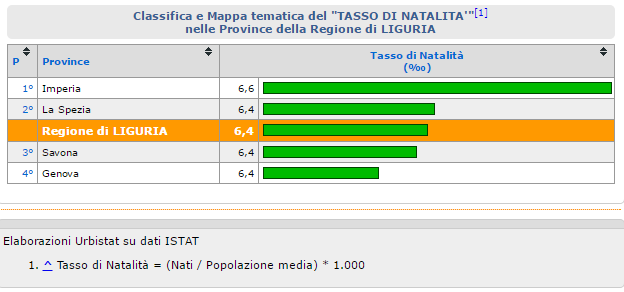 Classifica e Mappa tematica del "TASSO DI NATALITA'"[1]
nelle Province della Regione di LIGURIA
P Province Tasso di Natalità
(‰)
1° Imperia 6,6
2° La Spezia 6,4
Regione di LIGURIA 6,4
3° Savona 6,4
4° Genova 6,4
Elaborazioni Urbistat su dati ISTAT
1. ^ Tasso di Natalità = (Nati / Popolazione media) * 1.000